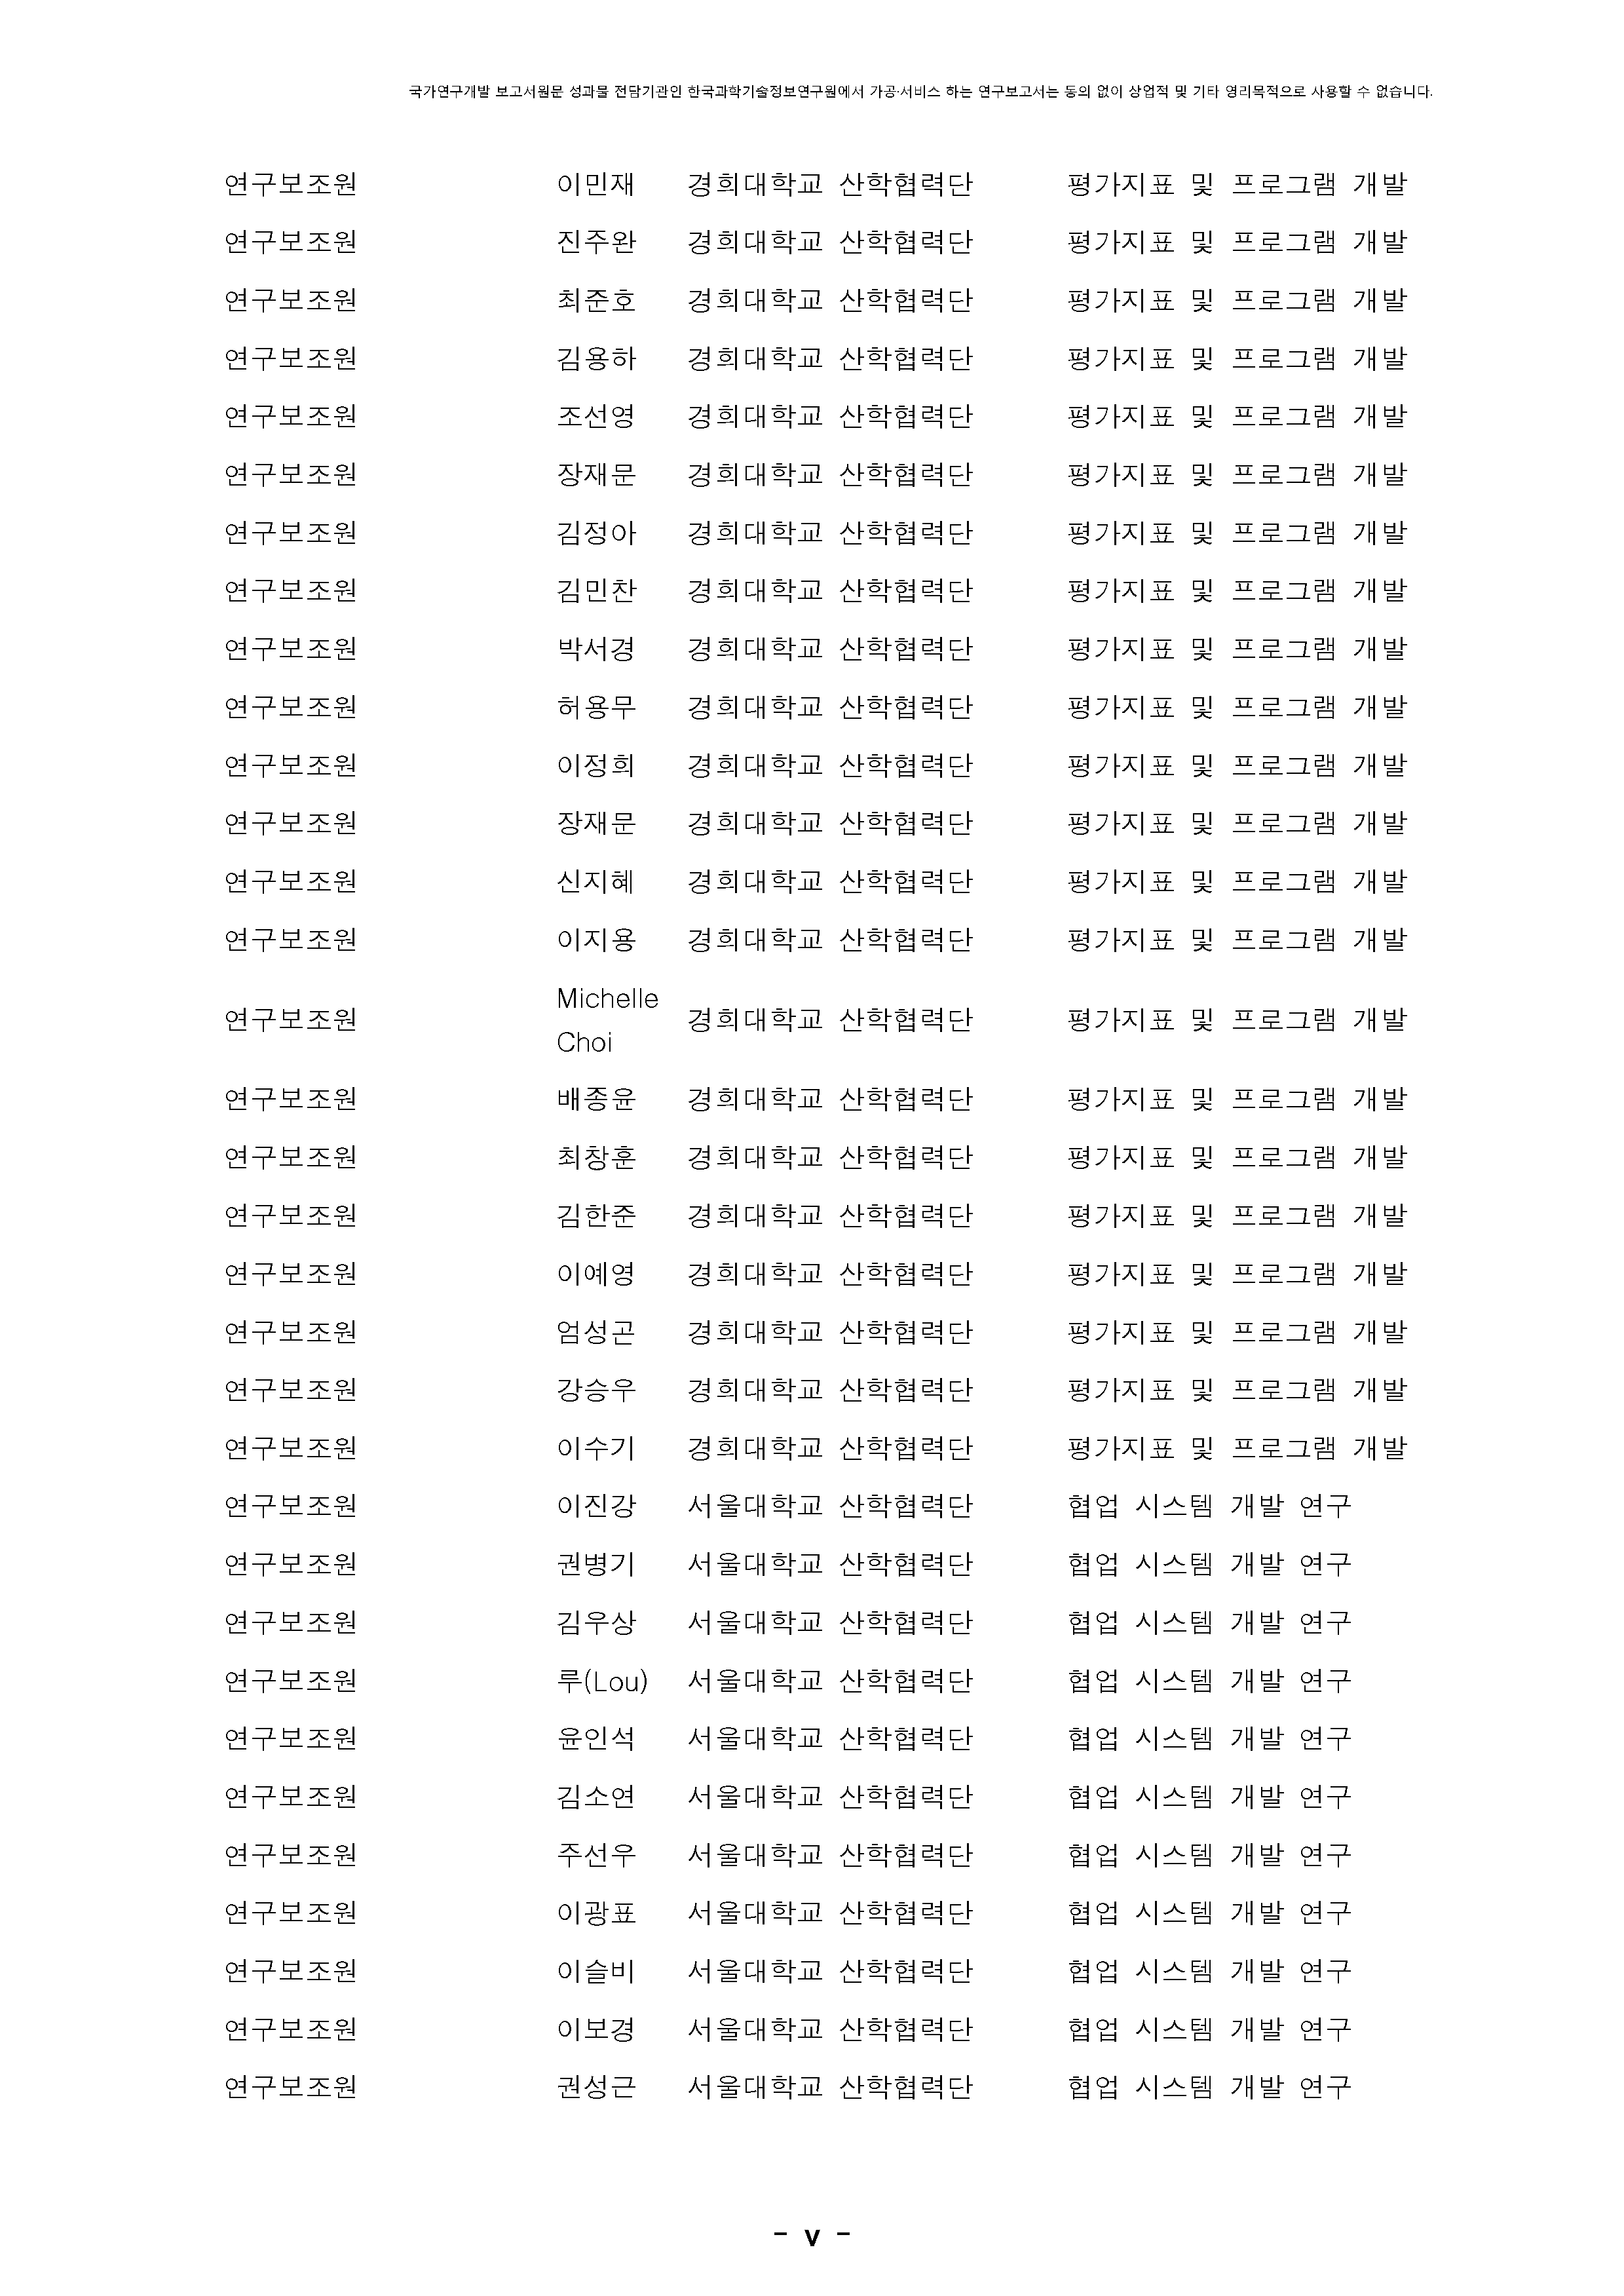 국가연구개발 보고서원문 성과물 전담기관인 한국과학기술정보연구원에서 가공·서비스 하는 연구보고서는 동의 없이 상업적 및 기타 영리목적으로 사용할 수 없습니다.
연구보조원 이민재 경희대학교 산학협력단 평가지표 및 프로그램 개발
연구보조원 진주완 경희대학교 산학협력단 평가지표 및 프로그램 개발
연구보조원 최준호 경희대학교 산학협력단 평가지표 및 프로그램 개발
연구보조원 김용하 경희대학교 산학협력단 평가지표 및 프로그램 개발
연구보조원 조선영 경희대학교 산학협력단 평가지표 및 프로그램 개발
연구보조원 장재문 경희대학교 산학협력단 평가지표 및 프로그램 개발
연구보조원 김정아 경희대학교 산학협력단 평가지표 및 프로그램 개발
연구보조원 김민찬 경희대학교 산학협력단 평가지표 및 프로그램 개발
연구보조원 박서경 경희대학교 산학협력단 평가지표 및 프로그램 개발
연구보조원 허용무 경희대학교 산학협력단 평가지표 및 프로그램 개발
연구보조원 이정희 경희대학교 산학협력단 평가지표 및 프로그램 개발
연구보조원 장재문 경희대학교 산학협력단 평가지표 및 프로그램 개발
연구보조원 신지혜 경희대학교 산학협력단 평가지표 및 프로그램 개발
연구보조원 이지용 경희대학교 산학협력단 평가지표 및 프로그램 개발
연구보조원 Michelle
Choi 경희대학교 산학협력단 평가지표 및 프로그램 개발
연구보조원 배종윤 경희대학교 산학협력단 평가지표 및 프로그램 개발
연구보조원 최창훈 경희대학교 산학협력단 평가지표 및 프로그램 개발
연구보조원 김한준 경희대학교 산학협력단 평가지표 및 프로그램 개발
연구보조원 이예영 경희대학교 산학협력단 평가지표 및 프로그램 개발
연구보조원 엄성곤 경희대학교 산학협력단 평가지표 및 프로그램 개발
연구보조원 강승우 경희대학교 산학협력단 평가지표 및 프로그램 개발
연구보조원 이수기 경희대학교 산학협력단 평가지표 및 프로그램 개발
연구보조원 이진강 서울대학교 산학협력단 협업 시스템 개발 연구
연구보조원 권병기 서울대학교 산학협력단 협업 시스템 개발 연구
연구보조원 김우상 서울대학교 산학협력단 협업 시스템 개발 연구
연구보조원 루(Lou) 서울대학교 산학협력단 협업 시스템 개발 연구
연구보조원 윤인석 서울대학교 산학협력단 협업 시스템 개발 연구
연구보조원 김소연 서울대학교 산학협력단 협업 시스템 개발 연구
연구보조원 주선우 서울대학교 산학협력단 협업 시스템 개발 연구
연구보조원 이광표 서울대학교 산학협력단 협업 시스템 개발 연구
연구보조원 이슬비 서울대학교 산학협력단 협업 시스템 개발 연구
연구보조원 이보경 서울대학교 산학협력단 협업 시스템 개발 연구
연구보조원 권성근 서울대학교 산학협력단 협업 시스템 개발 연구
- v -